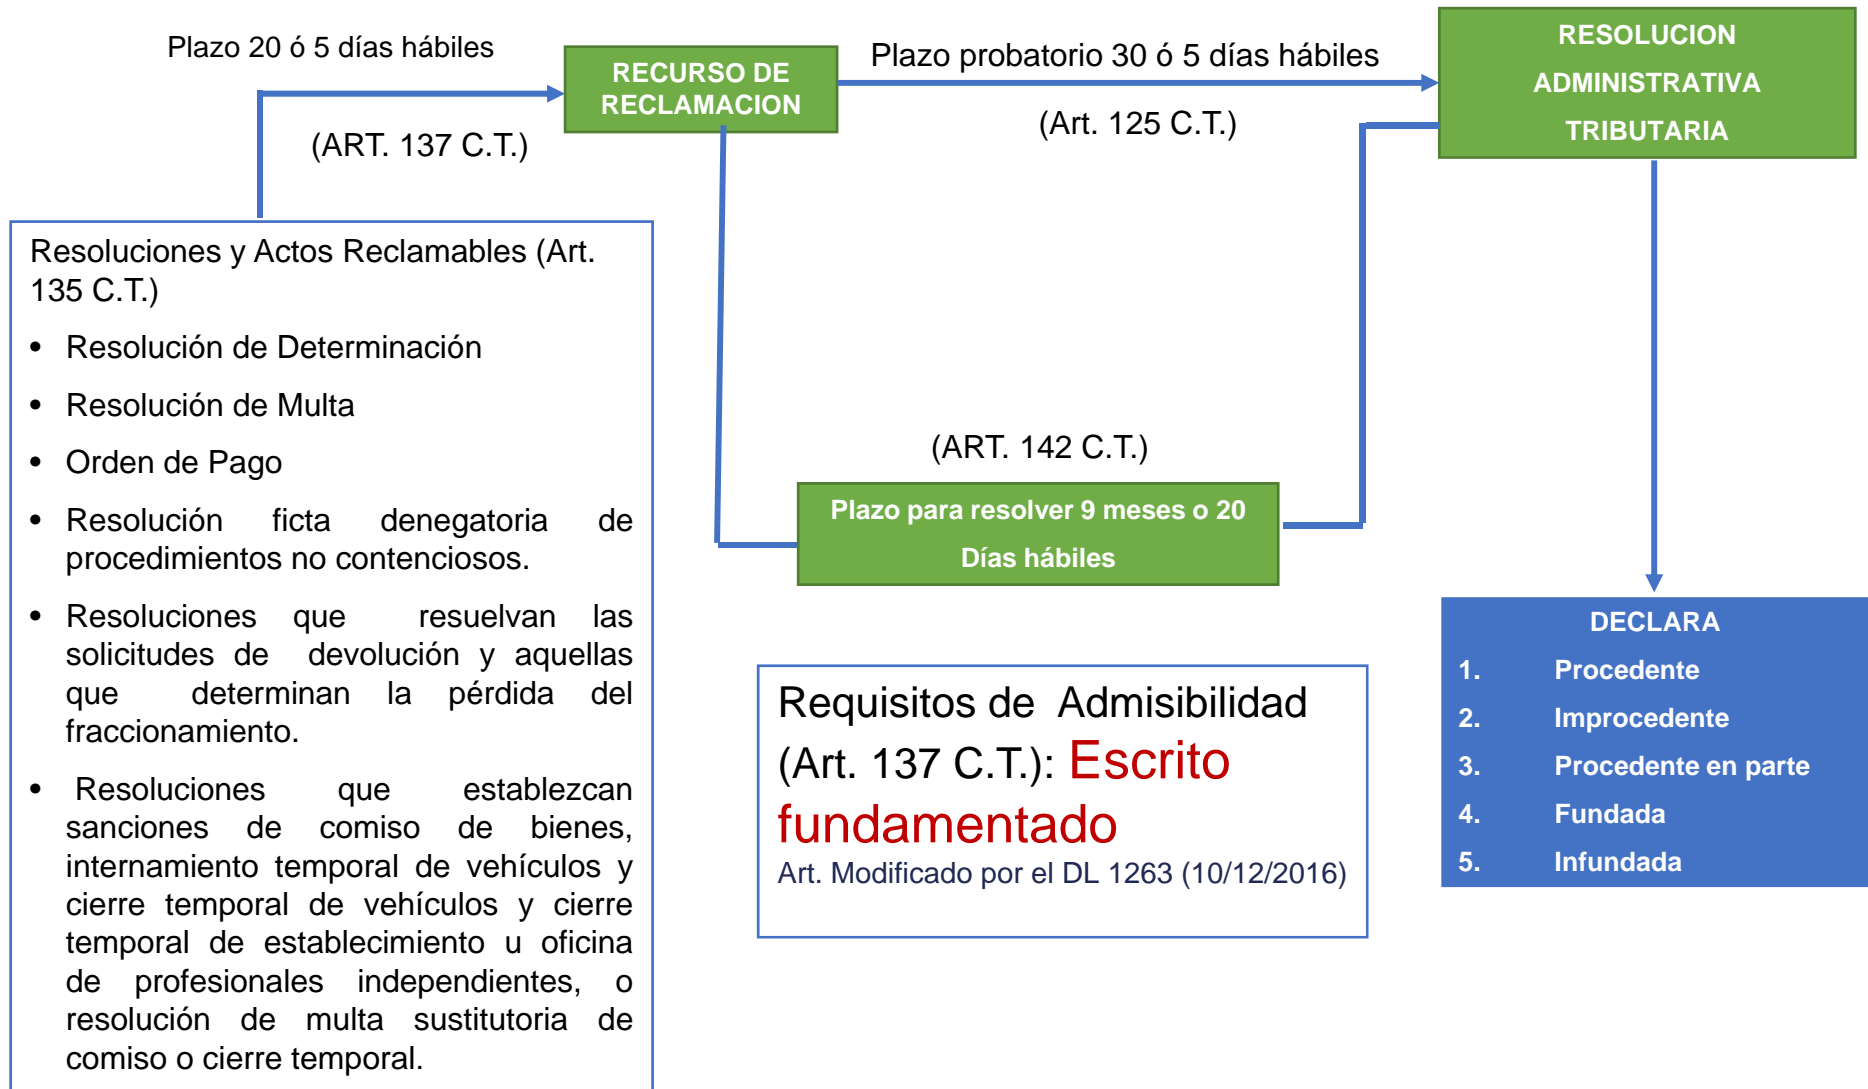 Plazo 20 ó 5 días hábiles
(ART. 137 C.T.)
RECURSO DE
RECLAMACION
Plazo probatorio 30 ó 5 días hábiles
(Art. 125 C.T.)
RESOLUCION
ADMINISTRATIVA
TRIBUTARIA
Resoluciones y Actos Reclamables (Art.
135 C.T.)
• Resolución de Determinación
• Resolución de Multa
• Orden de Pago
• Resolución ficta denegatoria de
procedimientos no contenciosos.
• Resoluciones que resuelvan las
solicitudes de devolución y aquellas
que determinan la pérdida del
fraccionamiento.
• Resoluciones que establezcan
sanciones de comiso de bienes,
internamiento temporal de vehículos y
cierre temporal de vehículos y cierre
temporal de establecimiento u oficina
de profesionales independientes, o
resolución de multa sustitutoria de
comiso o cierre temporal.
(ART. 142 C.T.)
Plazo para resolver 9 meses o 20
Días hábiles
Requisitos de Admisibilidad
(Art. 137 C.T.): Escrito
fundamentado
Art. Modificado por el DL 1263 (10/12/2016)
DECLARA
1. Procedente
2. Improcedente
3. Procedente en parte
4. Fundada
5. Infundada